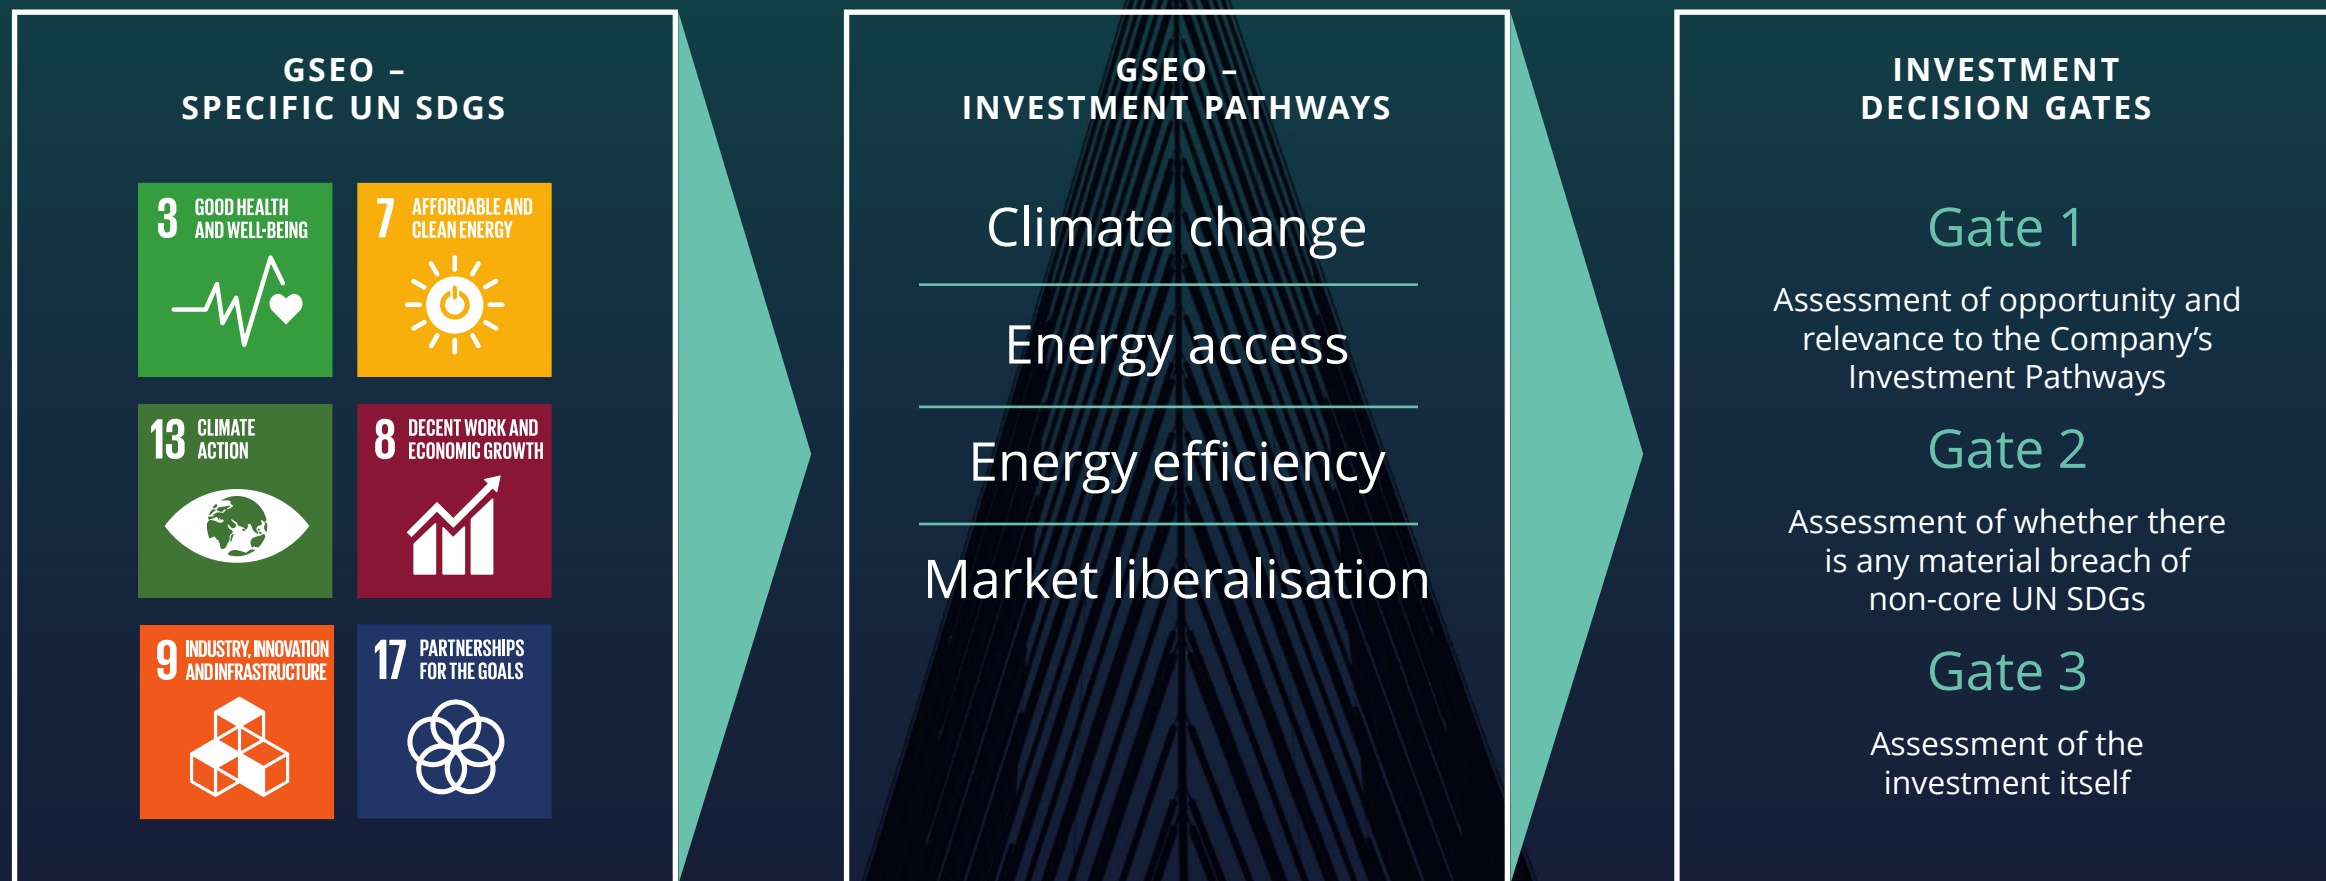 GSEO –
SPECIFIC UN SDGS
3 GOOD HEALTH
AND WELL-BEING
7 AFFORDABLE AND
CLEAN ENERGY
13 CLIMATE
ACTION
8 DECENT WORK AND
ECONOMIC GROWTH
9 INDUSTRY, INNOVATION
AND INFRASTRUCTURE
17 PARTNERSHIPS
FOR THE GOALS
GSEO –
INVESTMENT PATHWAYS
Climate change
Energy access
Energy efficiency
Market liberalisation
INVESTMENT
DECISION GATES
Gate 1
Assessment of opportunity and
relevance to the Company’s
Investment Pathways
Gate 2
Assessment of whether there
is any material breach of
non-core UN SDGs
Gate 3
Assessment of the
investment itself